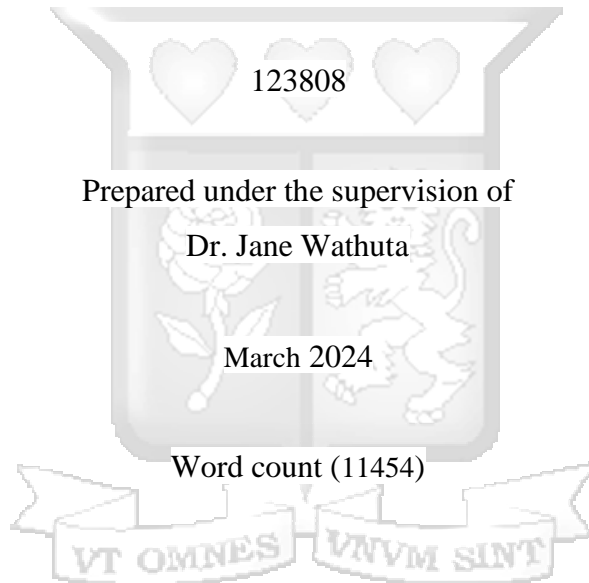 123808
Prepared under the supervision of
Dr. Jane Wathuta
March 2024
Word count (11454)
VT OMNES VNVM SINT